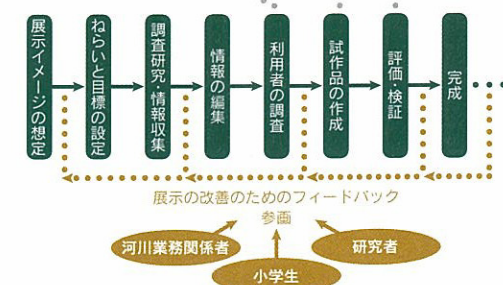 展示イメージの想定
ねらいと目標の設定
調査研究・情報収集
情報の編集
利用者の調査
試作品の作成
評価・検証
完成
展示の改善のためのフィードバック
参画
河川業務関係者
小学生
研究者